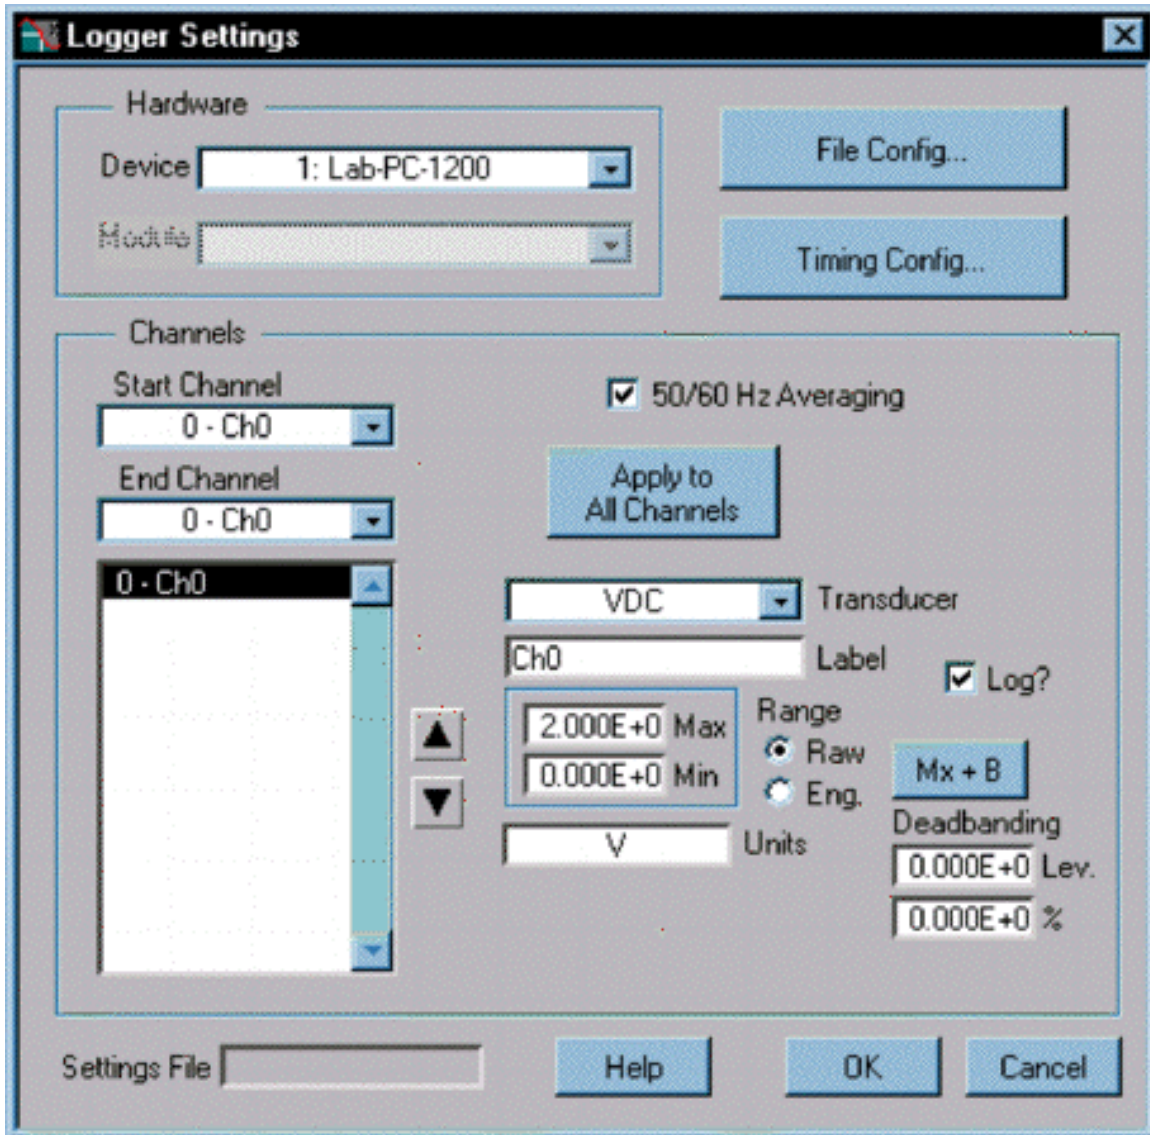 Logger Settings
Hardware
Device 1: Lab-PC-1200
Module
File Config...
Timing Config...
Channels
Start Channel
0 - Ch0
End Channel
0 - Ch0
0 - Ch0
50/60 Hz Averaging
Apply to
All Channels
VDC Transducer
Ch0 Label
Log?
2.000E+0 Max
0.000E+0 Min
Range
Raw
Eng.
Mx + B
V Units
Deadbanding
0.000E+0 Lev.
0.000E+0 %
Settings File
Help
OK
Cancel